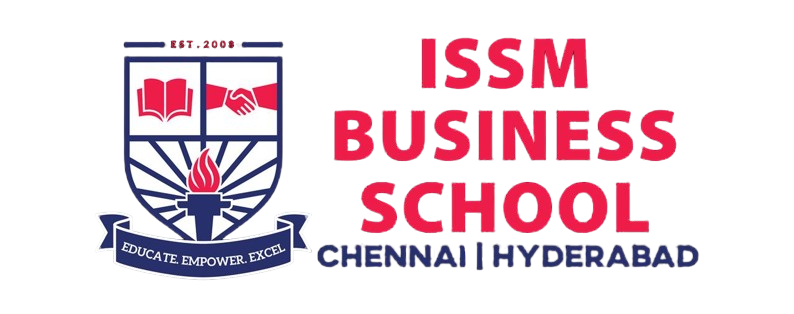 EST.2008
EDUCATE. EMPOWER. EXCEL
ISSM
BUSINESS
SCHOOL
CHENNAI | HYDERABAD